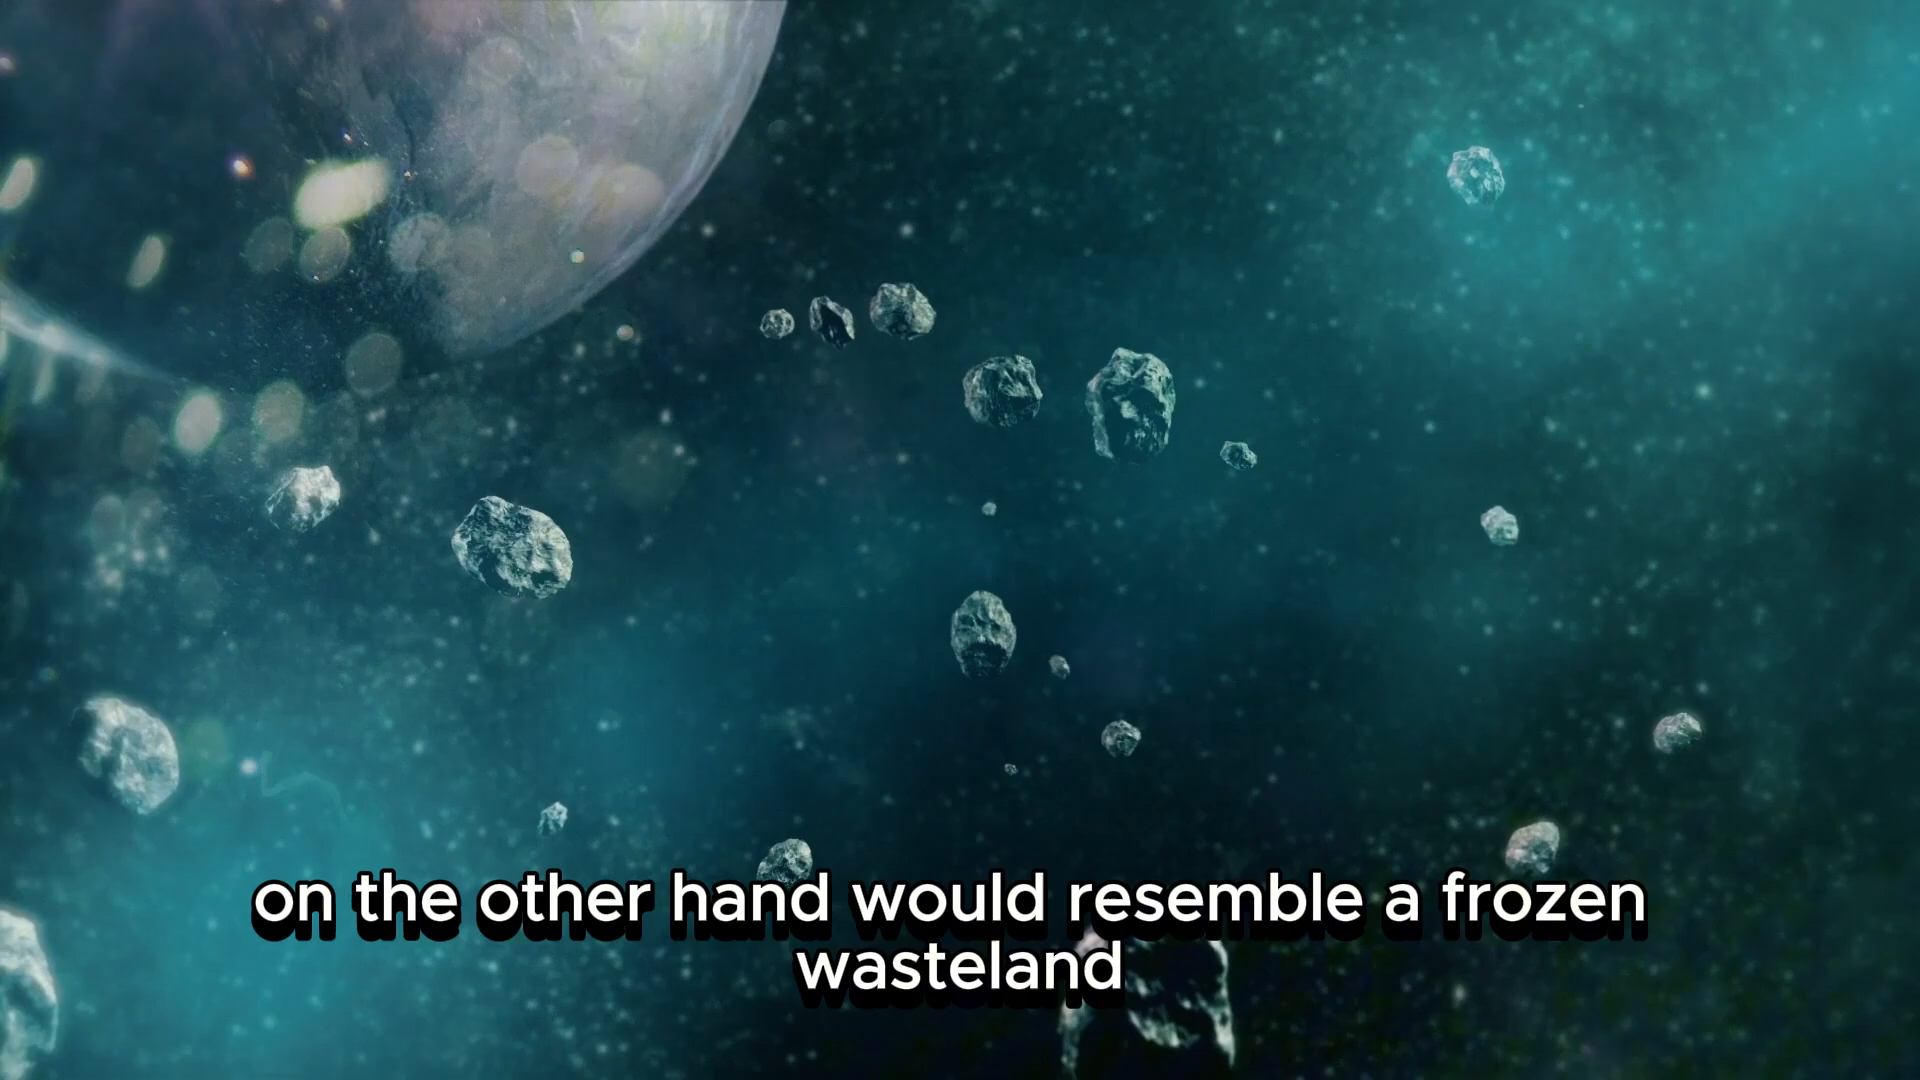 on the other hand would resemble a frozen
wasteland